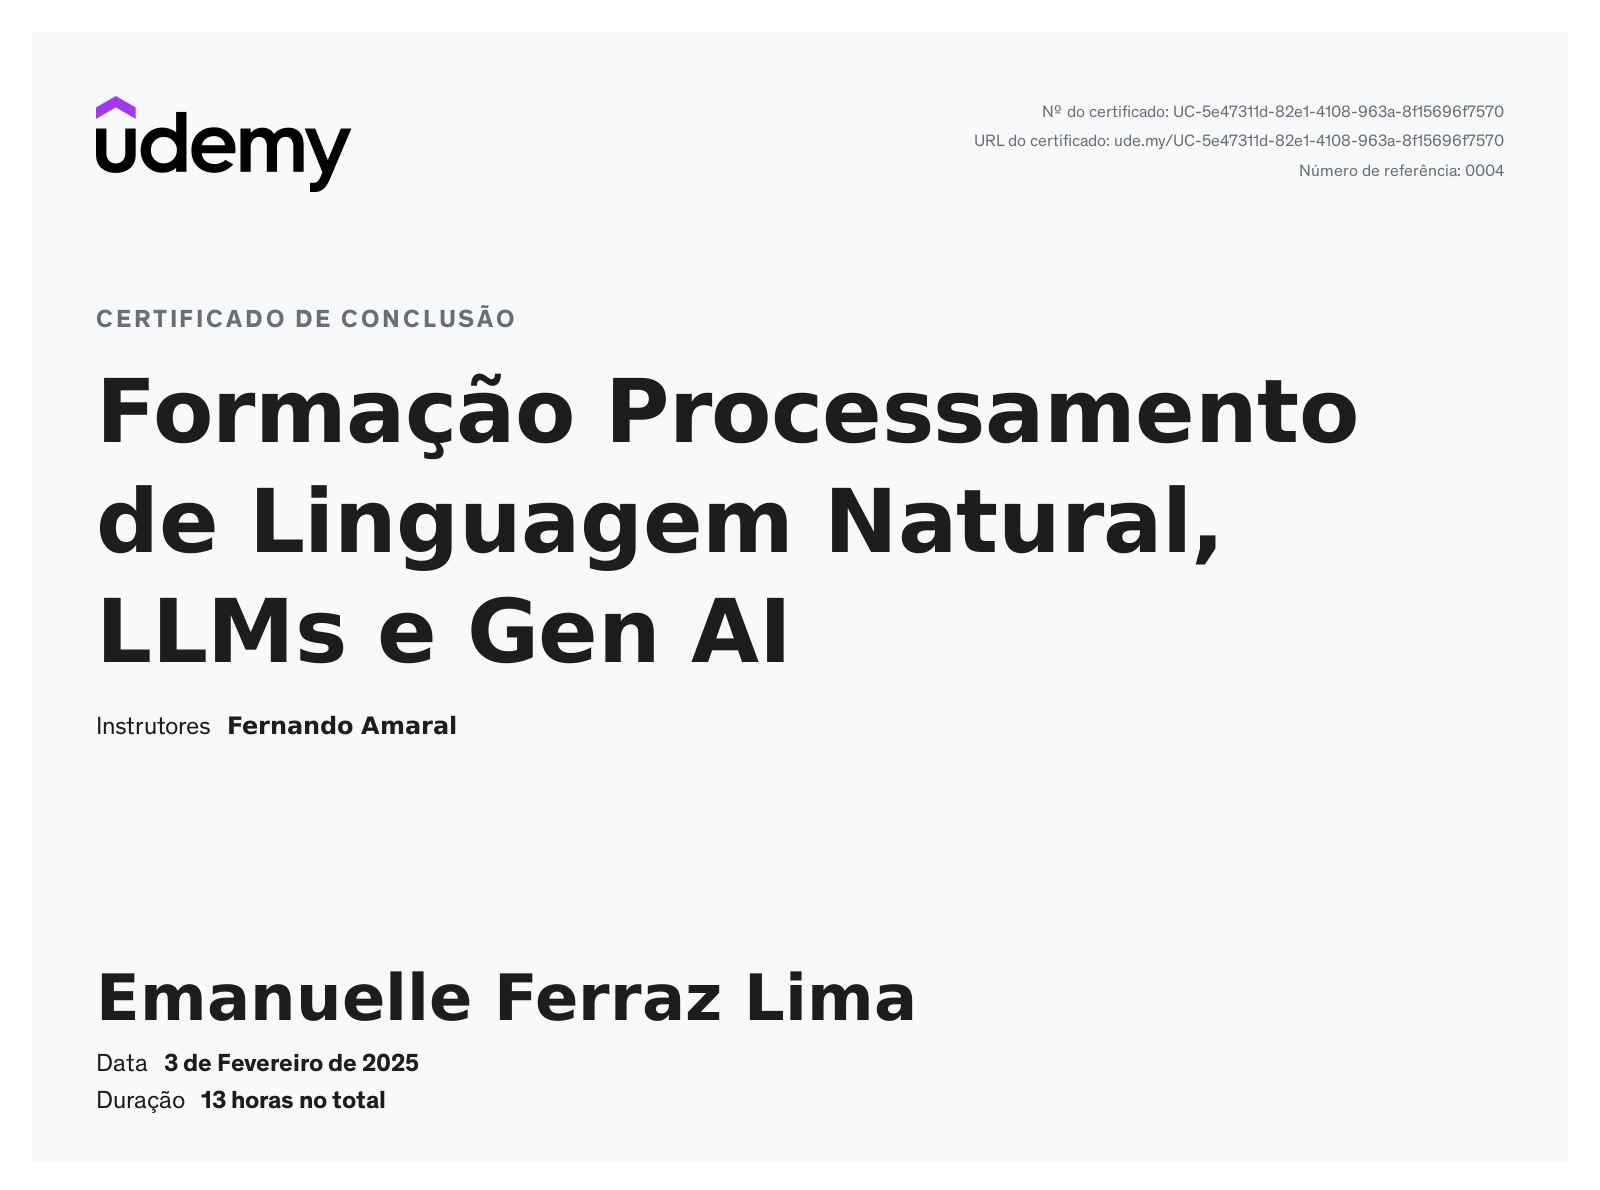 udemy
Nº do certificado: UC-5e47311d-82e1-4108-963a-8f15696f7570
URL do certificado: ude.my/UC-5e47311d-82e1-4108-963a-8f15696f7570
Número de referência: 0004
CERTIFICADO DE CONCLUSÃO
Formação Processamento
de Linguagem Natural,
LLMs e Gen AI
Instrutores Fernando Amaral
Emanuelle Ferraz Lima
Data 3 de Fevereiro de 2025
Duração 13 horas no total